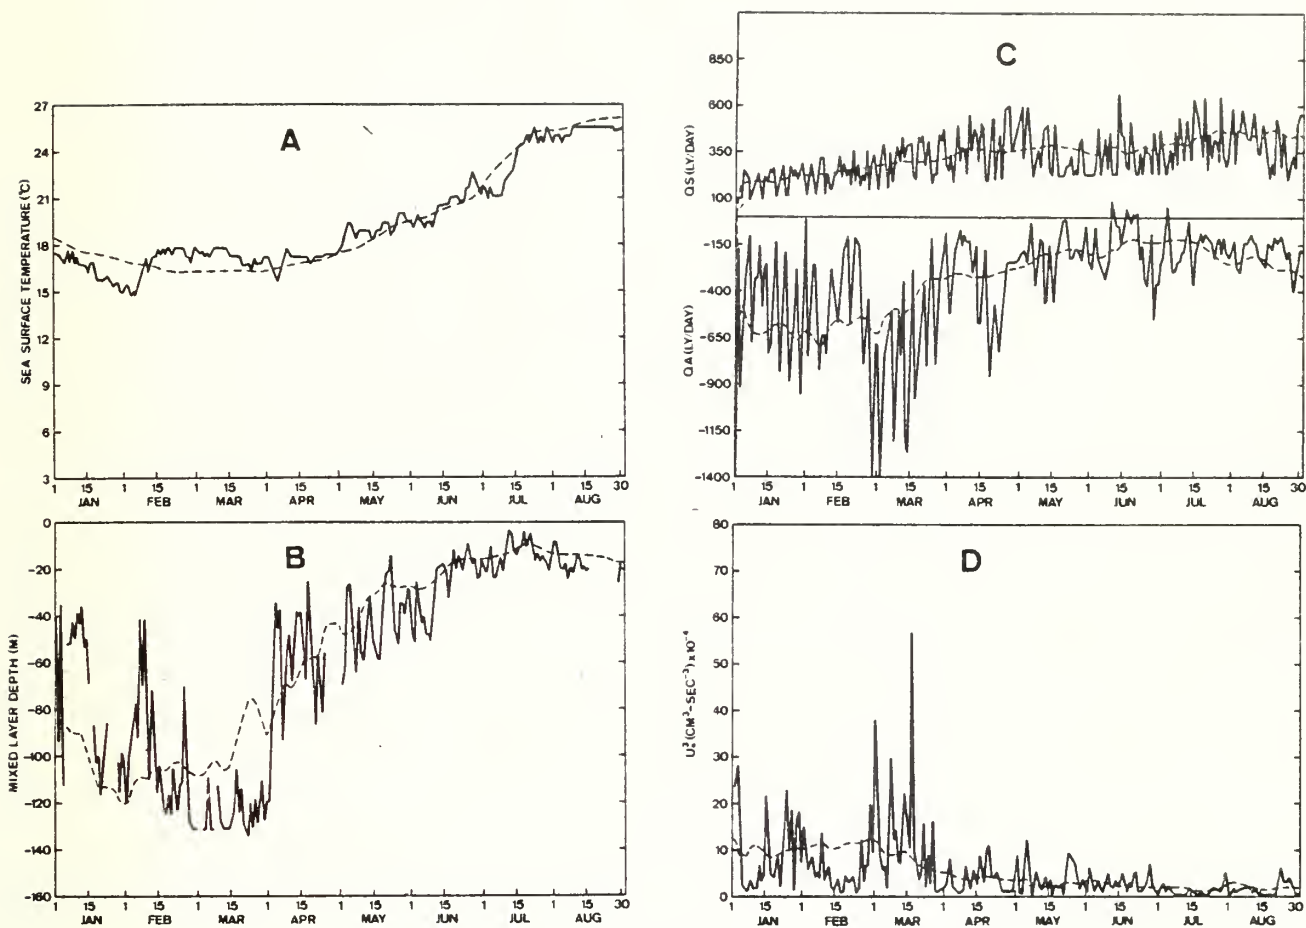 A
SEA SURFACE TEMPERATURE (°C)
27
24
21
18
15
12
9
6
3
1 15 1 15 1 15 1 15 1 15 1 15 1 15 1 15 30
JAN FEB MAR APR MAY JUN JUL AUG
B
MIXED LAYER DEPTH (M)
0
-20
-40
-60
-80
-100
-120
-140
-160
1 15 1 15 1 15 1 15 1 15 1 15 1 15 1 15 30
JAN FEB MAR APR MAY JUN JUL AUG
C
QS (LY/DAY)
850
600
350
100
QA (LY/DAY)
-150
-400
-650
-900
-1150
-1400
1 15 1 15 1 15 1 15 1 15 1 15 1 15 1 15 30
JAN FEB MAR APR MAY JUN JUL AUG
D
U³* (CM³-SEC⁻³) x10⁻⁴
80
70
60
50
40
30
20
10
0
1 15 1 15 1 15 1 15 1 15 1 15 1 15 1 15 30
JAN FEB MAR APR MAY JUN JUL AUG